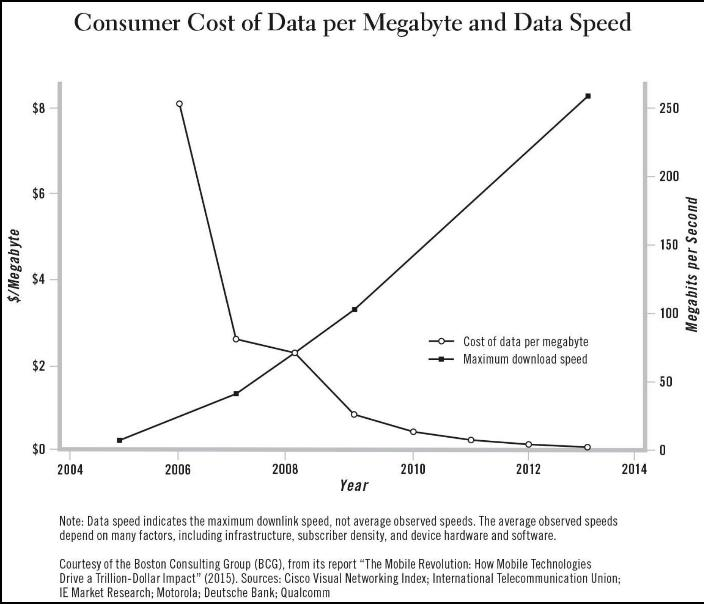 Consumer Cost of Data per Megabyte and Data Speed
$8
$6
$4
$2
$0
$/Megabyte
250
200
150
100
50
0
Megabits per Second
Cost of data per megabyte
Maximum download speed
2004 2006 2008 2010 2012 2014
Year
Note: Data speed indicates the maximum downlink speed, not average observed speeds. The average observed speeds
depend on many factors, including infrastructure, subscriber density, and device hardware and software.
Courtesy of the Boston Consulting Group (BCG), from its report “The Mobile Revolution: How Mobile Technologies
Drive a Trillion-Dollar Impact” (2015). Sources: Cisco Visual Networking Index; International Telecommunication Union;
IE Market Research; Motorola; Deutsche Bank; Qualcomm